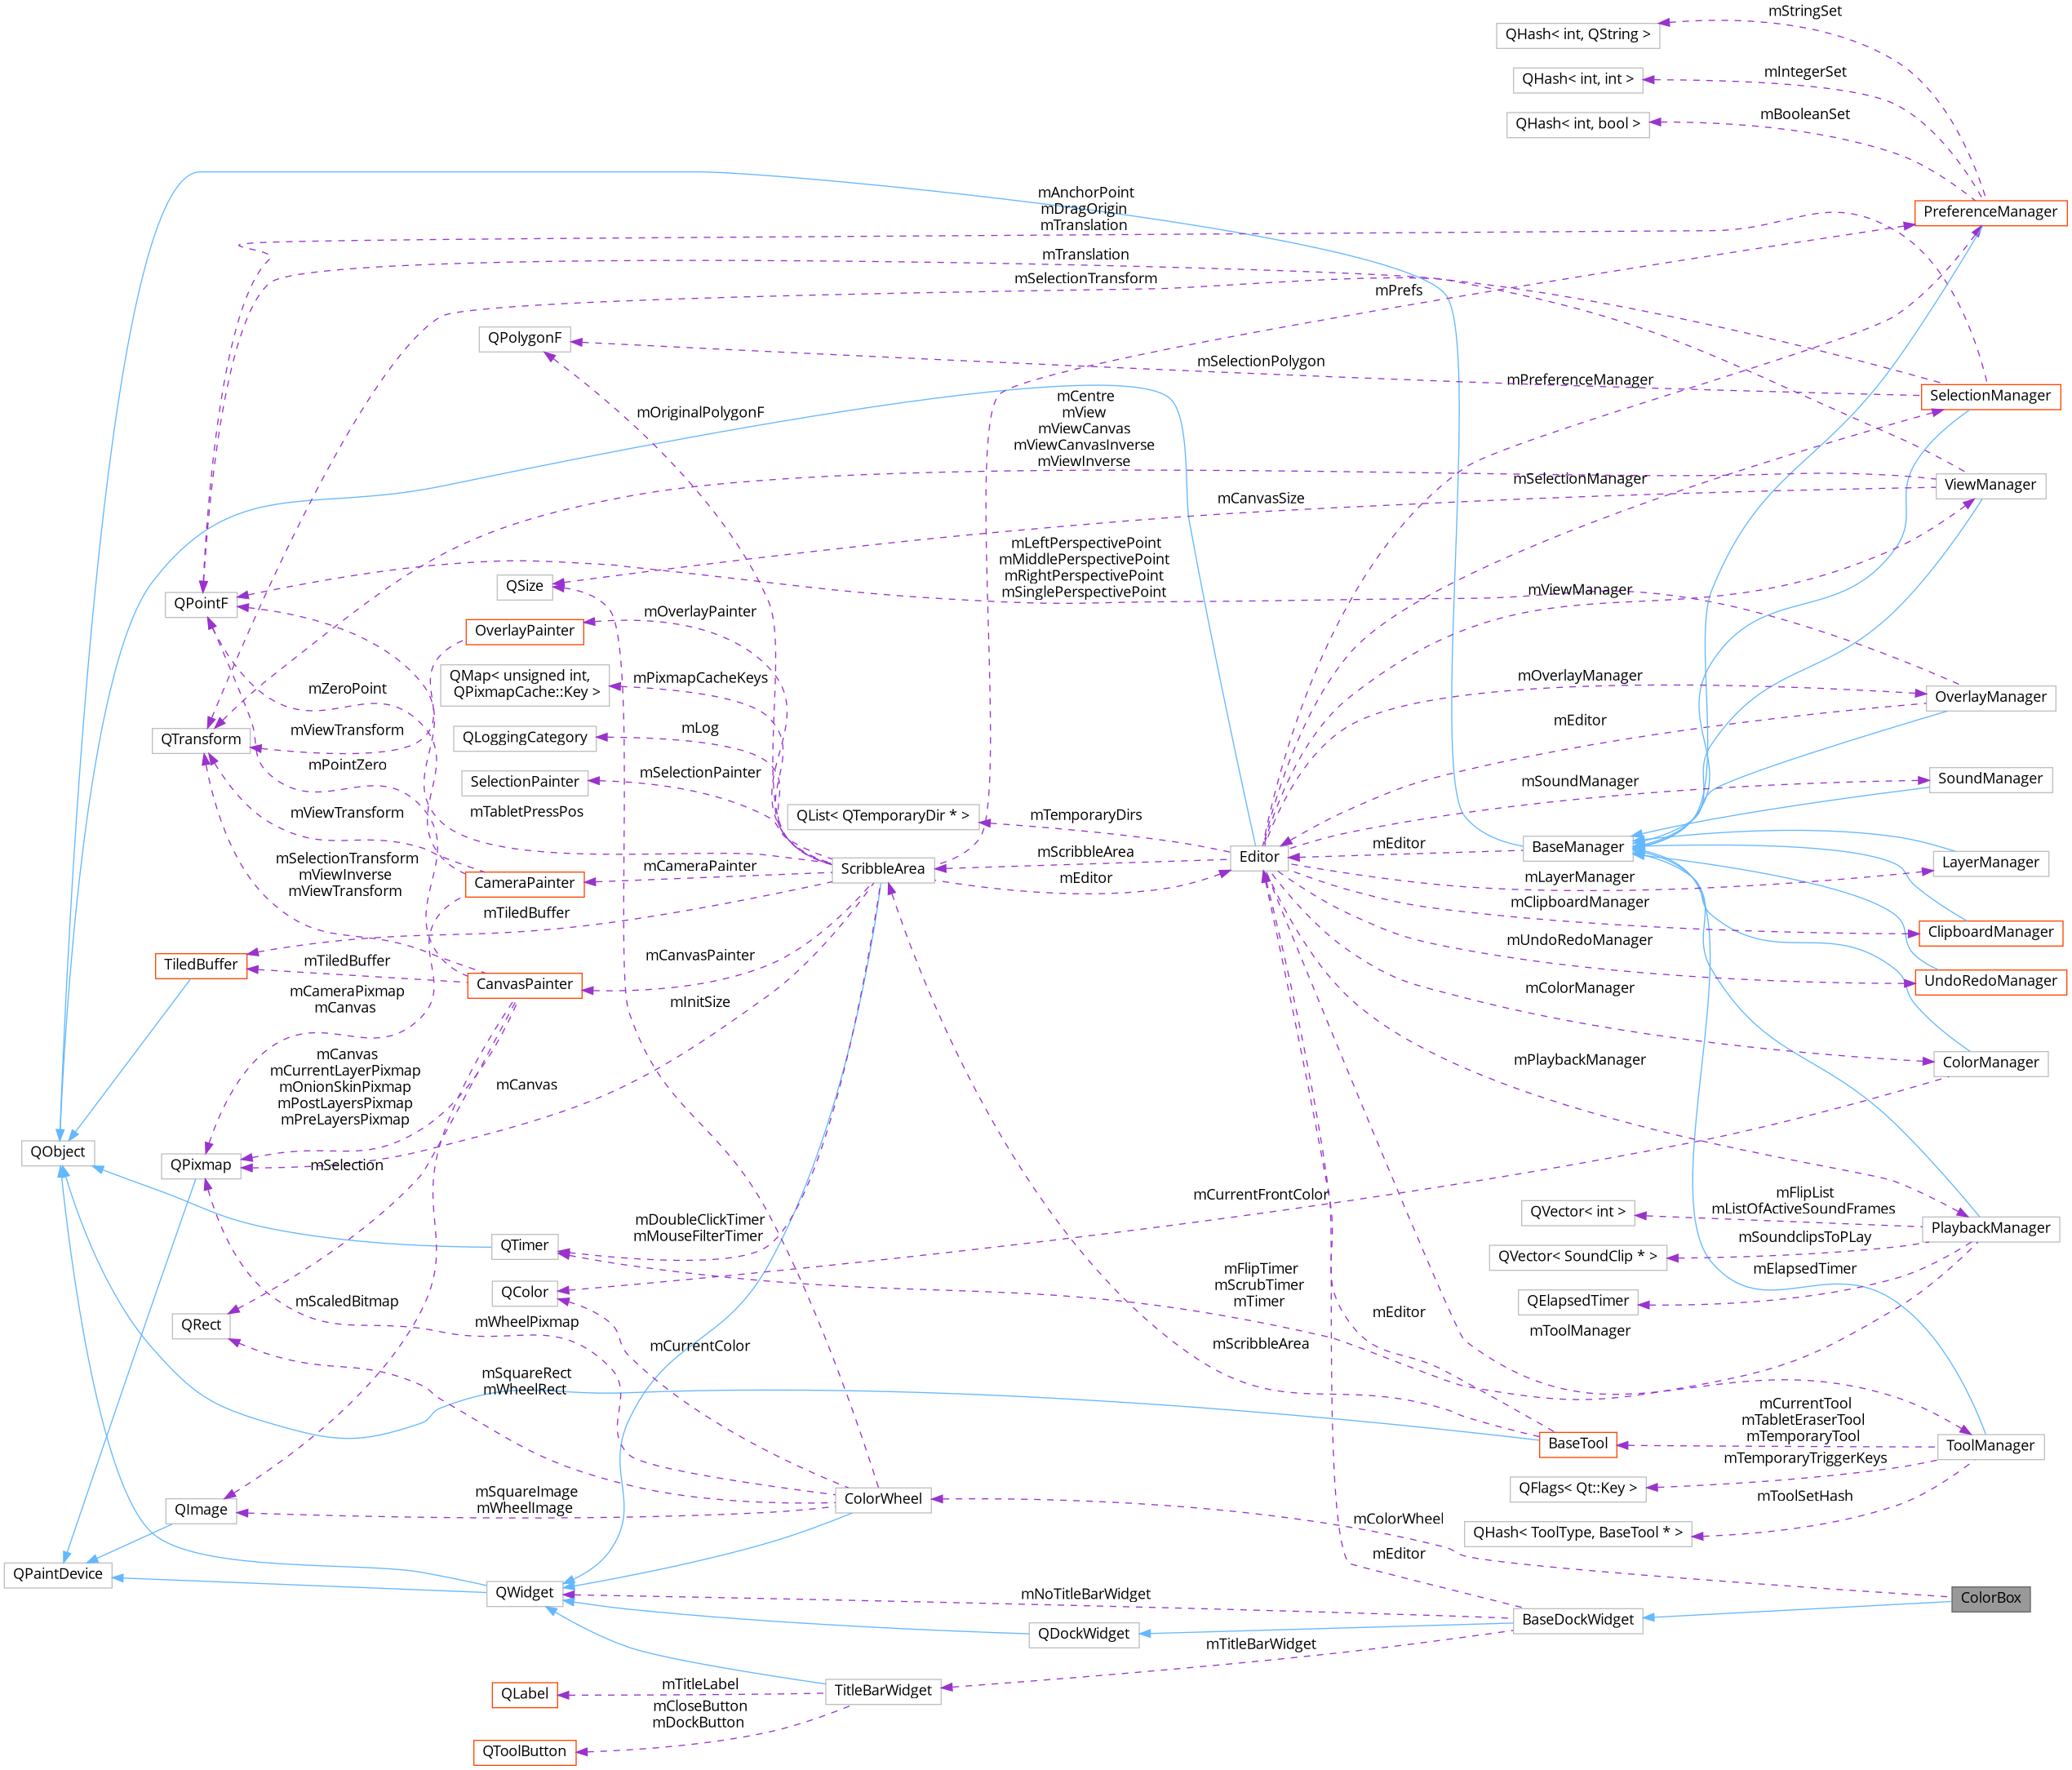 mStringSet
QHash< int, QString >
mIntegerSet
QHash< int, int >
mBooleanSet
QHash< int, bool >
mAnchorPoint
mDragOrigin
mTranslation
PreferenceManager
mTranslation
mSelectionTransform
mPrefs
QPolygonF
mSelectionPolygon
mPreferenceManager
SelectionManager
mOriginalPolygonF
mCentre
mView
mViewCanvas
mViewCanvasInverse
mViewInverse
mSelectionManager
ViewManager
mCanvasSize
mLeftPerspectivePoint
mMiddlePerspectivePoint
mRightPerspectivePoint
mSinglePerspectivePoint
QSize
QPointF
mViewManager
mOverlayPainter
OverlayPainter
QMap< unsigned int,
QPixmapCache::Key >
mPixmapCacheKeys
mOverlayManager
OverlayManager
mZeroPoint
mViewTransform
QTransform
QLoggingCategory
mLog
mEditor
mPointZero
SelectionPainter
mSelectionPainter
mSoundManager
SoundManager
mViewTransform
mTabletPressPos
QList< QTemporaryDir * >
mTemporaryDirs
mSelectionTransform
mViewInverse
mViewTransform
CameraPainter
mCameraPainter
ScribbleArea
mScribbleArea
mEditor
Editor
mEditor
BaseManager
LayerManager
mLayerManager
mClipboardManager
ClipboardManager
mTiledBuffer
TiledBuffer
mTiledBuffer
CanvasPainter
mCanvasPainter
mUndoRedoManager
UndoRedoManager
mCameraPixmap
mCanvas
mInitSize
mColorManager
ColorManager
mCanvas
mCurrentLayerPixmap
mOnionSkinPixmap
mPostLayersPixmap
mPreLayersPixmap
mCanvas
mPlaybackManager
QObject
QPixmap
mSelection
mCurrentFrontColor
QVector< int >
mFlipList
mListOfActiveSoundFrames
PlaybackManager
mDoubleClickTimer
mMouseFilterTimer
QTimer
QVector< SoundClip * >
mSoundclipsToPLay
mFlipTimer
mScrubTimer
mTimer
mElapsedTimer
QColor
QElapsedTimer
mScaledBitmap
QRect
mWheelPixmap
mCurrentColor
mScribbleArea
mEditor
mToolManager
mSquareRect
mWheelRect
mCurrentTool
mTabletEraserTool
mTemporaryTool
BaseTool
ToolManager
mTemporaryTriggerKeys
QFlags< Qt::Key >
mToolSetHash
QHash< ToolType, BaseTool * >
QImage
mSquareImage
mWheelImage
ColorWheel
mColorWheel
mEditor
QPaintDevice
QWidget
mNoTitleBarWidget
QDockWidget
BaseDockWidget
ColorBox
mTitleBarWidget
QLabel
mTitleLabel
TitleBarWidget
mCloseButton
mDockButton
QToolButton